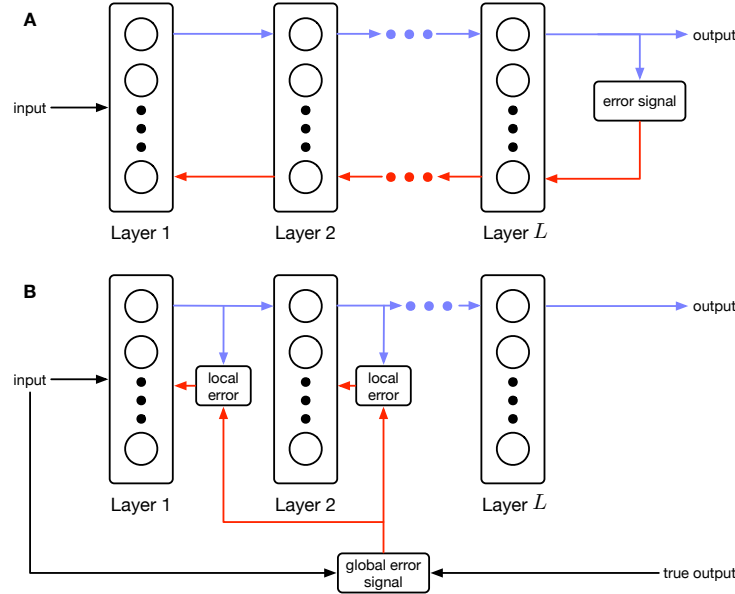 A
input
output
error signal
Layer 1
Layer 2
Layer L
B
input
output
local
error
local
error
Layer 1
Layer 2
Layer L
global error
signal
true output